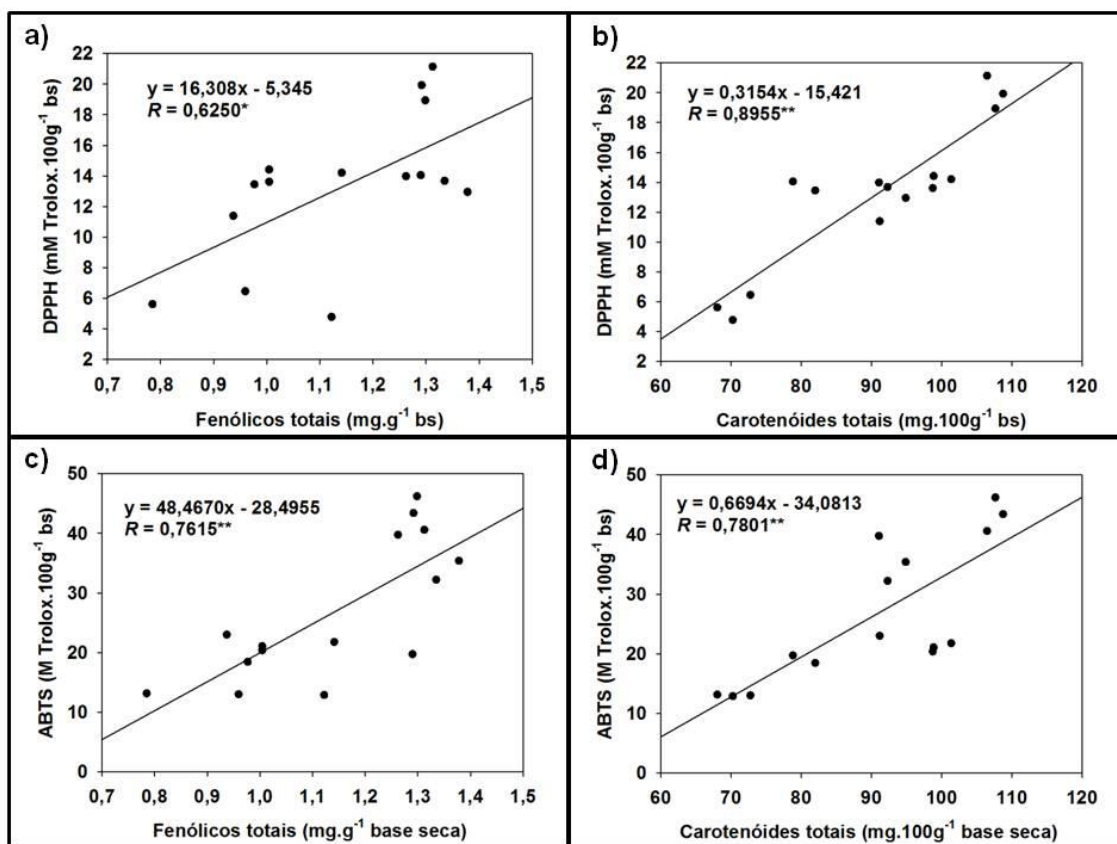 a)
y = 16,308x - 5,345
R = 0,6250*
DPPH (mM Trolox.100g⁻¹ bs)
22
20
18
16
14
12
10
8
6
4
2
0,7 0,8 0,9 1,0 1,1 1,2 1,3 1,4 1,5
Fenólicos totais (mg.g⁻¹ bs)
b)
y = 0,3154x - 15,421
R = 0,8955**
DPPH (mM Trolox.100g⁻¹ bs)
22
20
18
16
14
12
10
8
6
4
2
60 70 80 90 100 110 120
Carotenóides totais (mg.100g⁻¹ bs)
c)
y = 48,4670x - 28,4955
R = 0,7615**
ABTS (M Trolox.100g⁻¹ bs)
50
40
30
20
10
0
0,7 0,8 0,9 1,0 1,1 1,2 1,3 1,4 1,5
Fenólicos totais (mg.g⁻¹ base seca)
d)
y = 0,6694x - 34,0813
R = 0,7801**
ABTS (M Trolox.100g⁻¹ bs)
50
40
30
20
10
0
60 70 80 90 100 110 120
Carotenóides totais (mg.100g⁻¹ base seca)